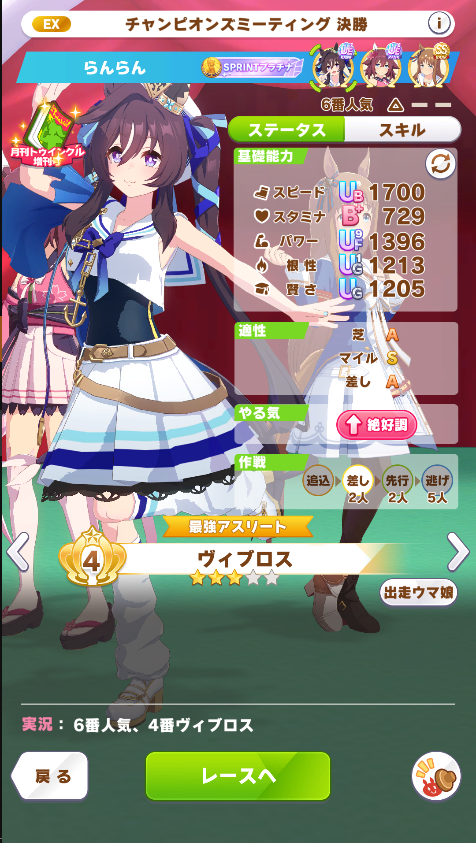 EX
チャンピオンズミーティング 決勝
i
らんらん
SPRINTプラチナ
6番人気
月刊トゥインクル
増刊号
ステータス
スキル
基礎能力
スピード UB 1700
スタミナ B+ 729
パワー UF9 1396
根性 UG1 1213
賢さ UG 1205
適性
芝 A
マイル S
差し A
やる気
絶好調
作戦
追込 差し 先行 逃げ
2人 2人 5人
最強アスリート
4
ヴィブロス
出走ウマ娘
実況： 6番人気、4番ヴィブロス
戻る
レースへ